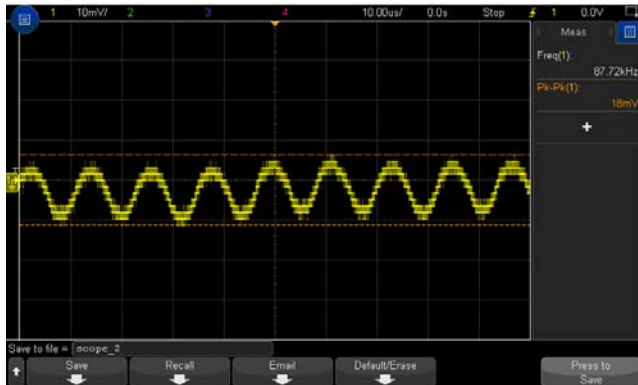 1 10mV/ 2 3 4 10.00us/ 0.0s Stop 1 0.0V
Meas
Freq(1):
87.72kHz
Pk-Pk(1):
18mV
+
Save to file = scope_2
Save
Recall
Email
Default/Erase
Press to
Save